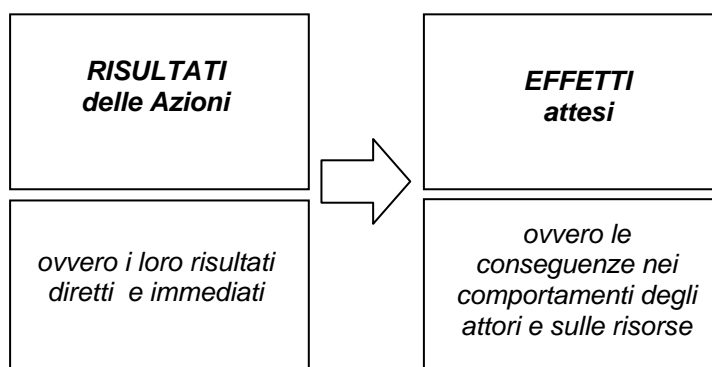 RISULTATI
delle Azioni
EFFETTI
attesi
ovvero i loro risultati
diretti e immediati
ovvero le
conseguenze nei
comportamenti degli
attori e sulle risorse